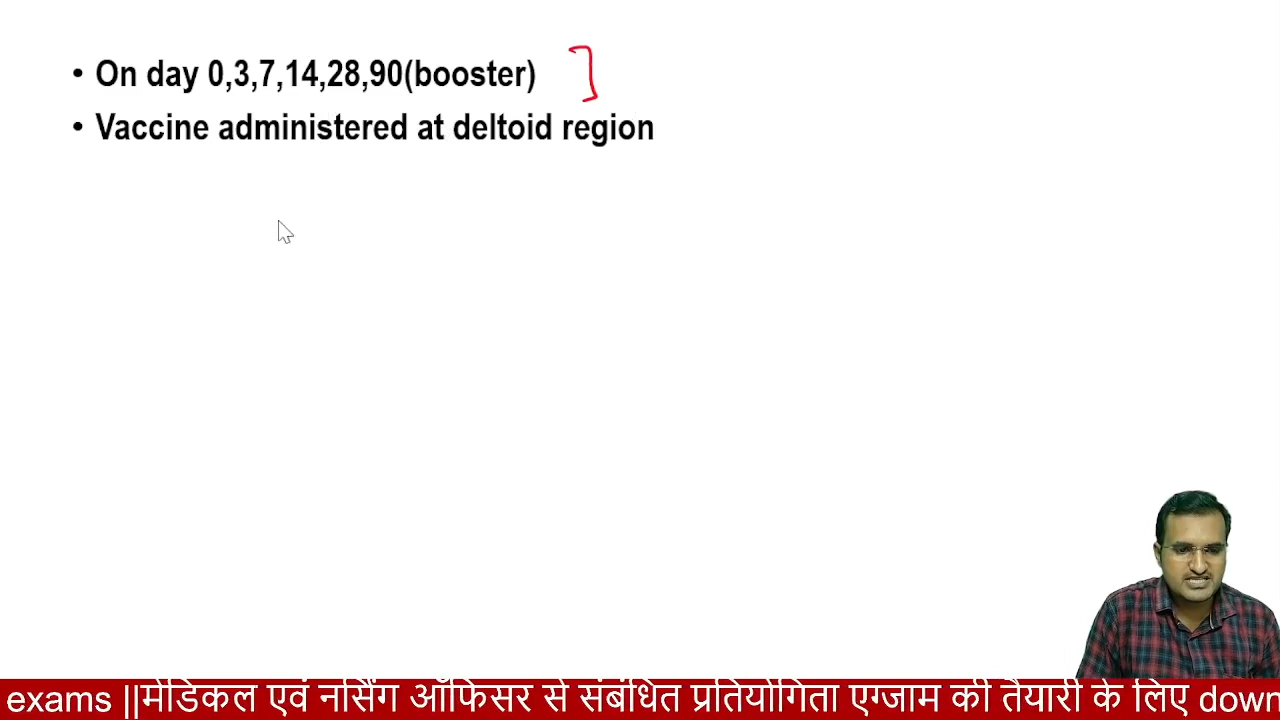 • On day 0,3,7,14,28,90(booster)
• Vaccine administered at deltoid region
exams ||मेडिकल एवं नर्सिंग ऑफिसर से संबंधित प्रतियोगिता एग्जाम की तैयारी के लिए down